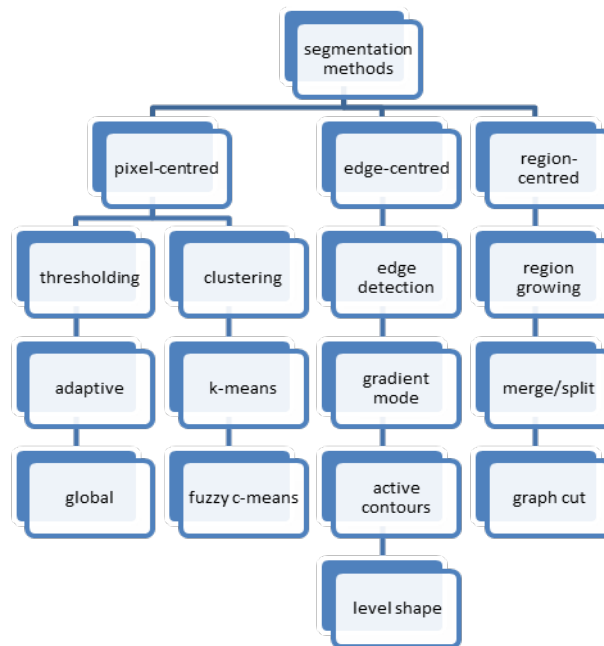 segmentation
methods
pixel-centred
edge-centred
region-
centred
thresholding
clustering
edge
detection
region
growing
adaptive
k-means
gradient
mode
merge/split
global
fuzzy c-means
active
contours
graph cut
level shape